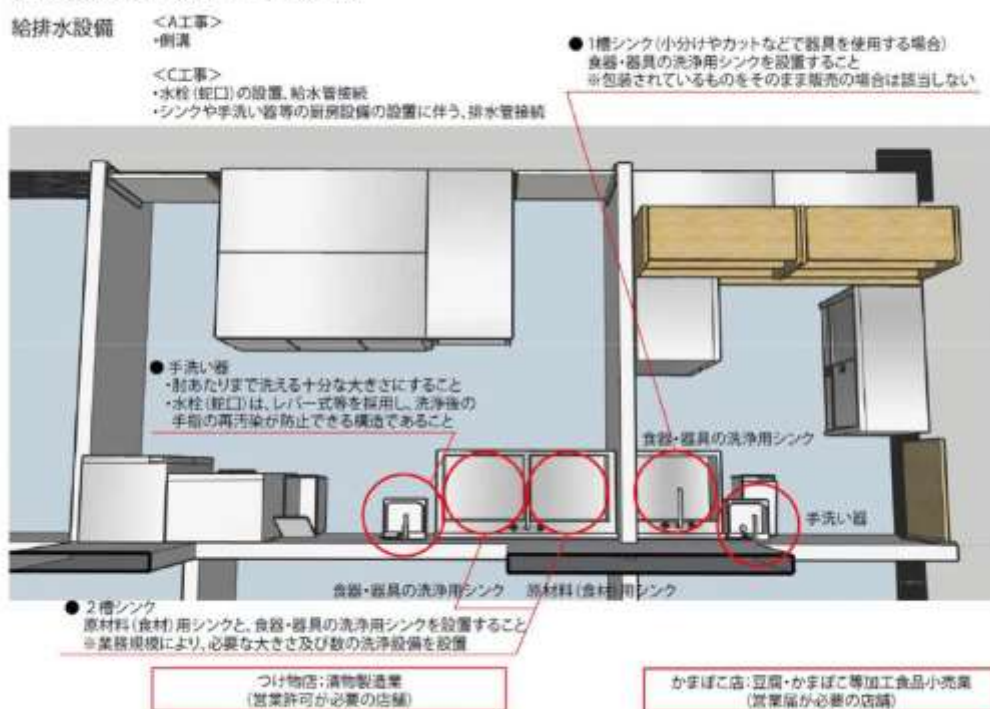 給排水設備
<A工事>
・側溝
<C工事>
・水栓(蛇口)の設置、給水管接続
・シンクや手洗い器等の厨房設備の設置に伴う、排水管接続
● 1槽シンク(小分けやカットなどで器具を使用する場合)
食器・器具の洗浄用シンクを設置すること
※包装されているものをそのまま販売の場合は該当しない
● 手洗い器
・肘あたりまで洗える十分な大きさにすること
・水栓(蛇口)は、レバー式等を採用し、洗浄後の
手指の再汚染が防止できる構造であること
食器・器具の洗浄用シンク
手洗い器
食器・器具の洗浄用シンク
原材料(食材)用シンク
● 2槽シンク
原材料(食材)用シンクと、食器・器具の洗浄用シンクを設置すること
※業務規模により、必要な大きさ及び数の洗浄設備を設置
つけ物店:漬物製造業
(営業許可が必要の店舗)
かまぼこ店:豆腐・かまぼこ等加工食品小売業
(営業届が必要の店舗)